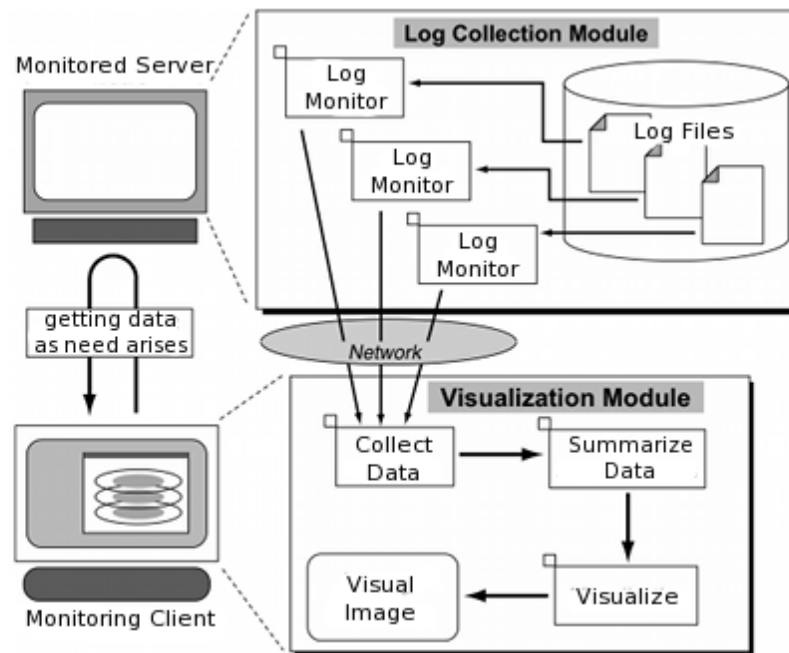 Log Collection Module
Monitored Server
Log
Monitor
Log Files
Log
Monitor
Log
Monitor
getting data
as need arises
Network
Visualization Module
Collect
Data
Summarize
Data
Visual
Image
Visualize
Monitoring Client